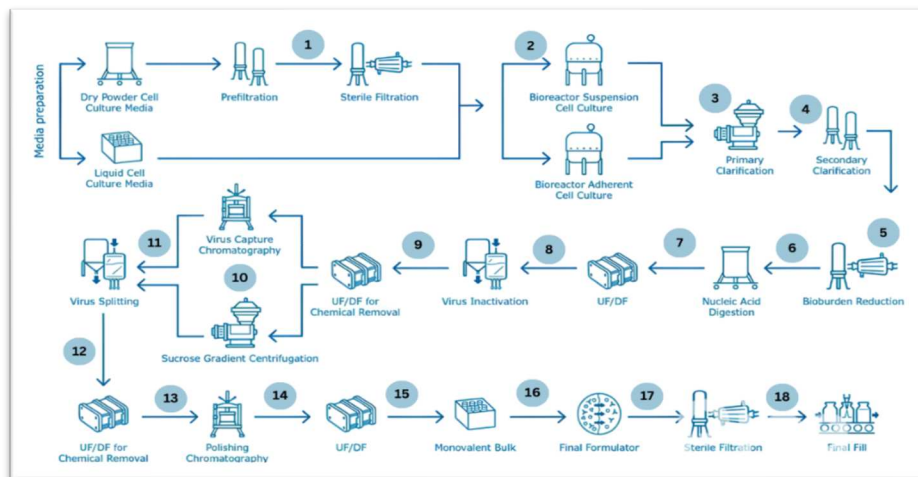 Media preparation
1
2
3
4
Dry Powder Cell
Culture Media
Prefiltration
Sterile Filtration
Bioreactor Suspension
Cell Culture
Liquid Cell
Culture Media
Bioreactor Adherent
Cell Culture
Primary
Clarification
Secondary
Clarification
11
Virus Capture
Chromatography
9
8
7
6
5
10
Virus Splitting
UF/DF for
Chemical Removal
Virus Inactivation
UF/DF
Nucleic Acid
Digestion
Bioburden Reduction
Sucrose Gradient Centrifugation
12
13
14
15
16
17
18
UF/DF for
Chemical Removal
Polishing
Chromatography
UF/DF
Monovalent Bulk
Final Formulator
Sterile Filtration
Final Fill